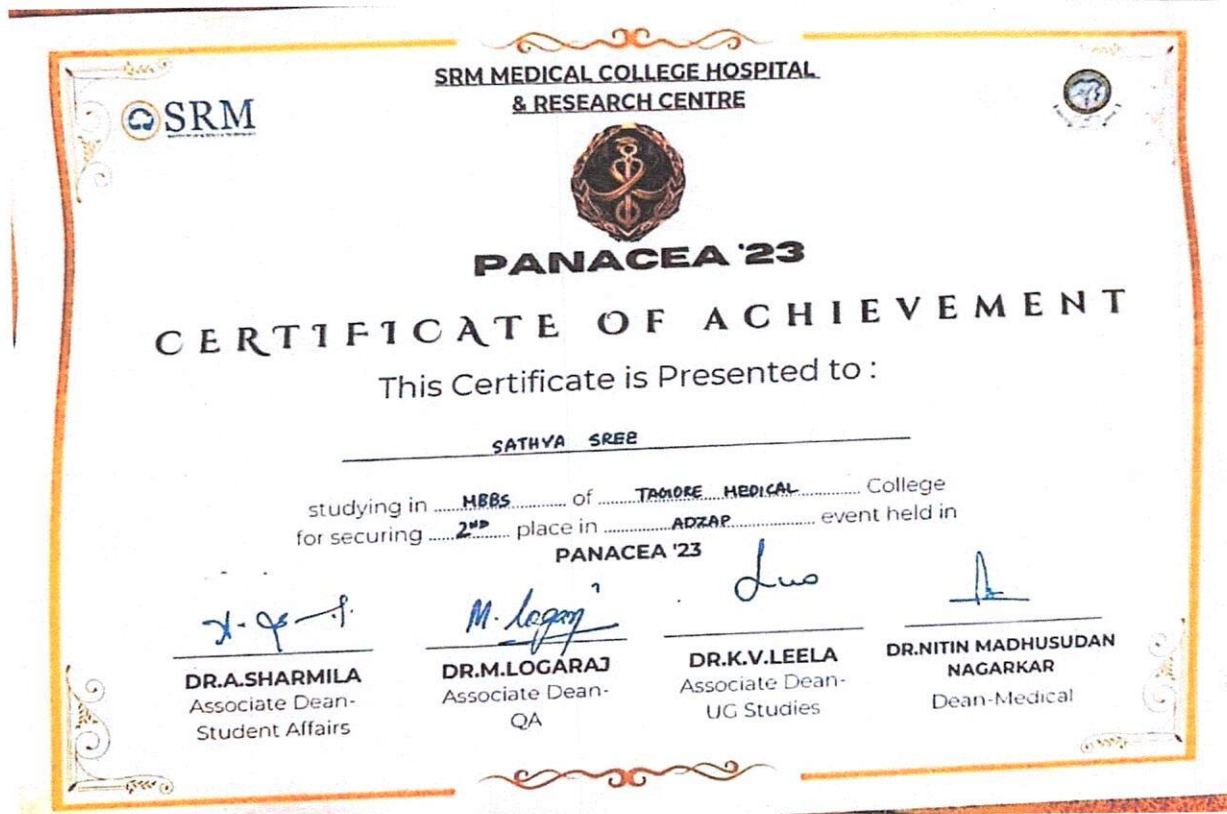 SRM MEDICAL COLLEGE HOSPITAL
& RESEARCH CENTRE
SRM
PANACEA '23
CERTIFICATE OF ACHIEVEMENT
This Certificate is Presented to :
SATHYA SREE
studying in MBBS of TAGORE MEDICAL College
for securing 2ND place in ADZAP event held in
PANACEA '23
M. Logaraj
DR.A.SHARMILA
Associate Dean-
Student Affairs
DR.M.LOGARAJ
Associate Dean-
QA
DR.K.V.LEELA
Associate Dean-
UG Studies
DR.NITIN MADHUSUDAN
NAGARKAR
Dean-Medical